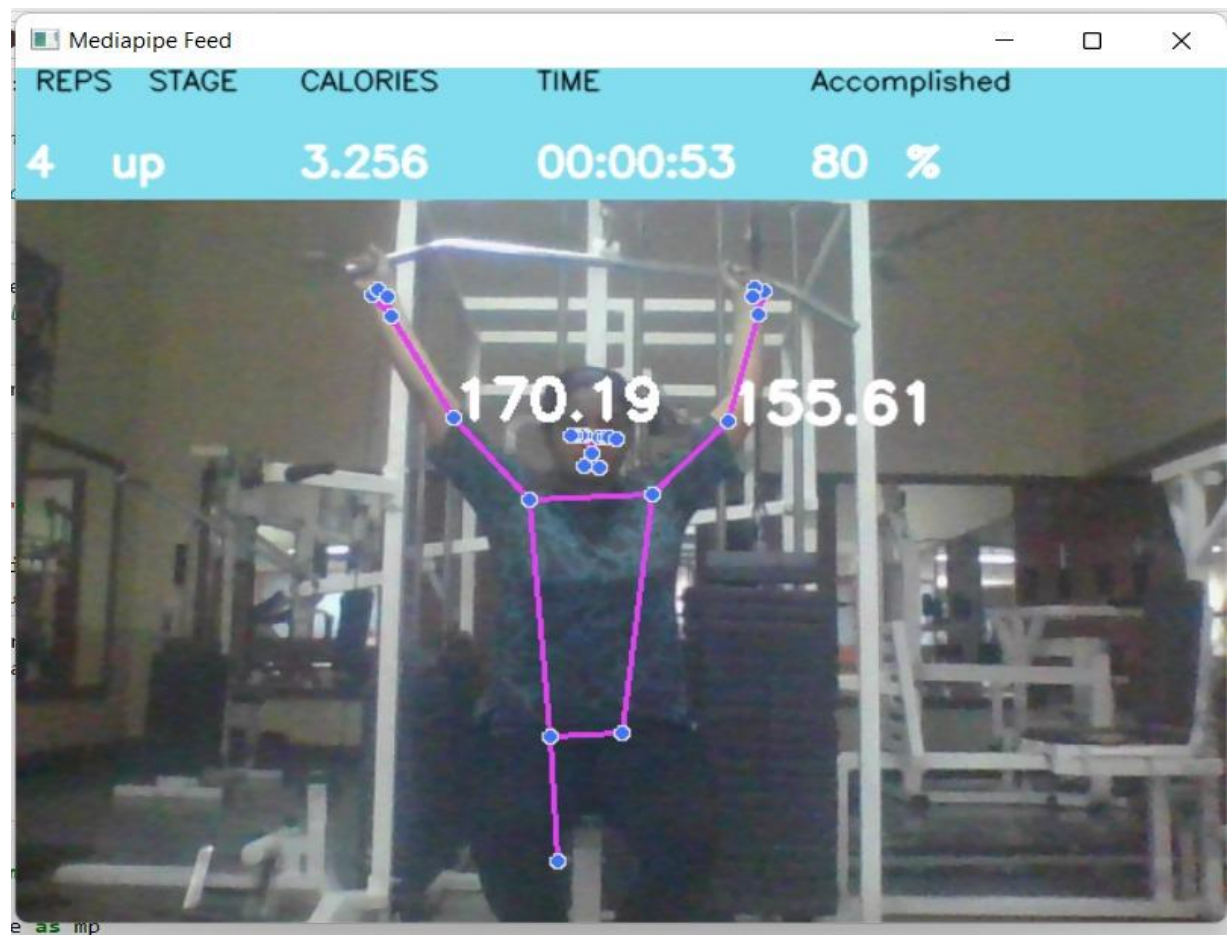 Mediapipe Feed
REPS STAGE CALORIES TIME Accomplished
4 up 3.256 00:00:53 80 %
170.19 155.61
e as mp